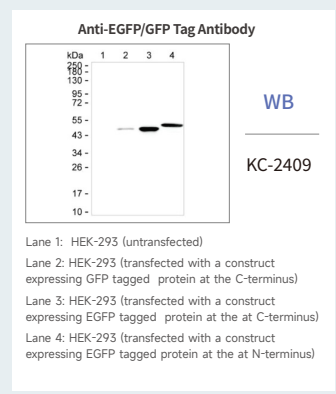 Anti-EGFP/GFP Tag Antibody
kDa 1 2 3 4
250 -
180 -
130 -
95 -
72 -
55 -
43 -
34 -
26 -
17 -
10 -
WB
KC-2409
Lane 1: HEK-293 (untransfected)
Lane 2: HEK-293 (transfected with a construct
expressing GFP tagged protein at the C-terminus)
Lane 3: HEK-293 (transfected with a construct
expressing EGFP tagged protein at the at C-terminus)
Lane 4: HEK-293 (transfected with a construct
expressing EGFP tagged protein at the at N-terminus)